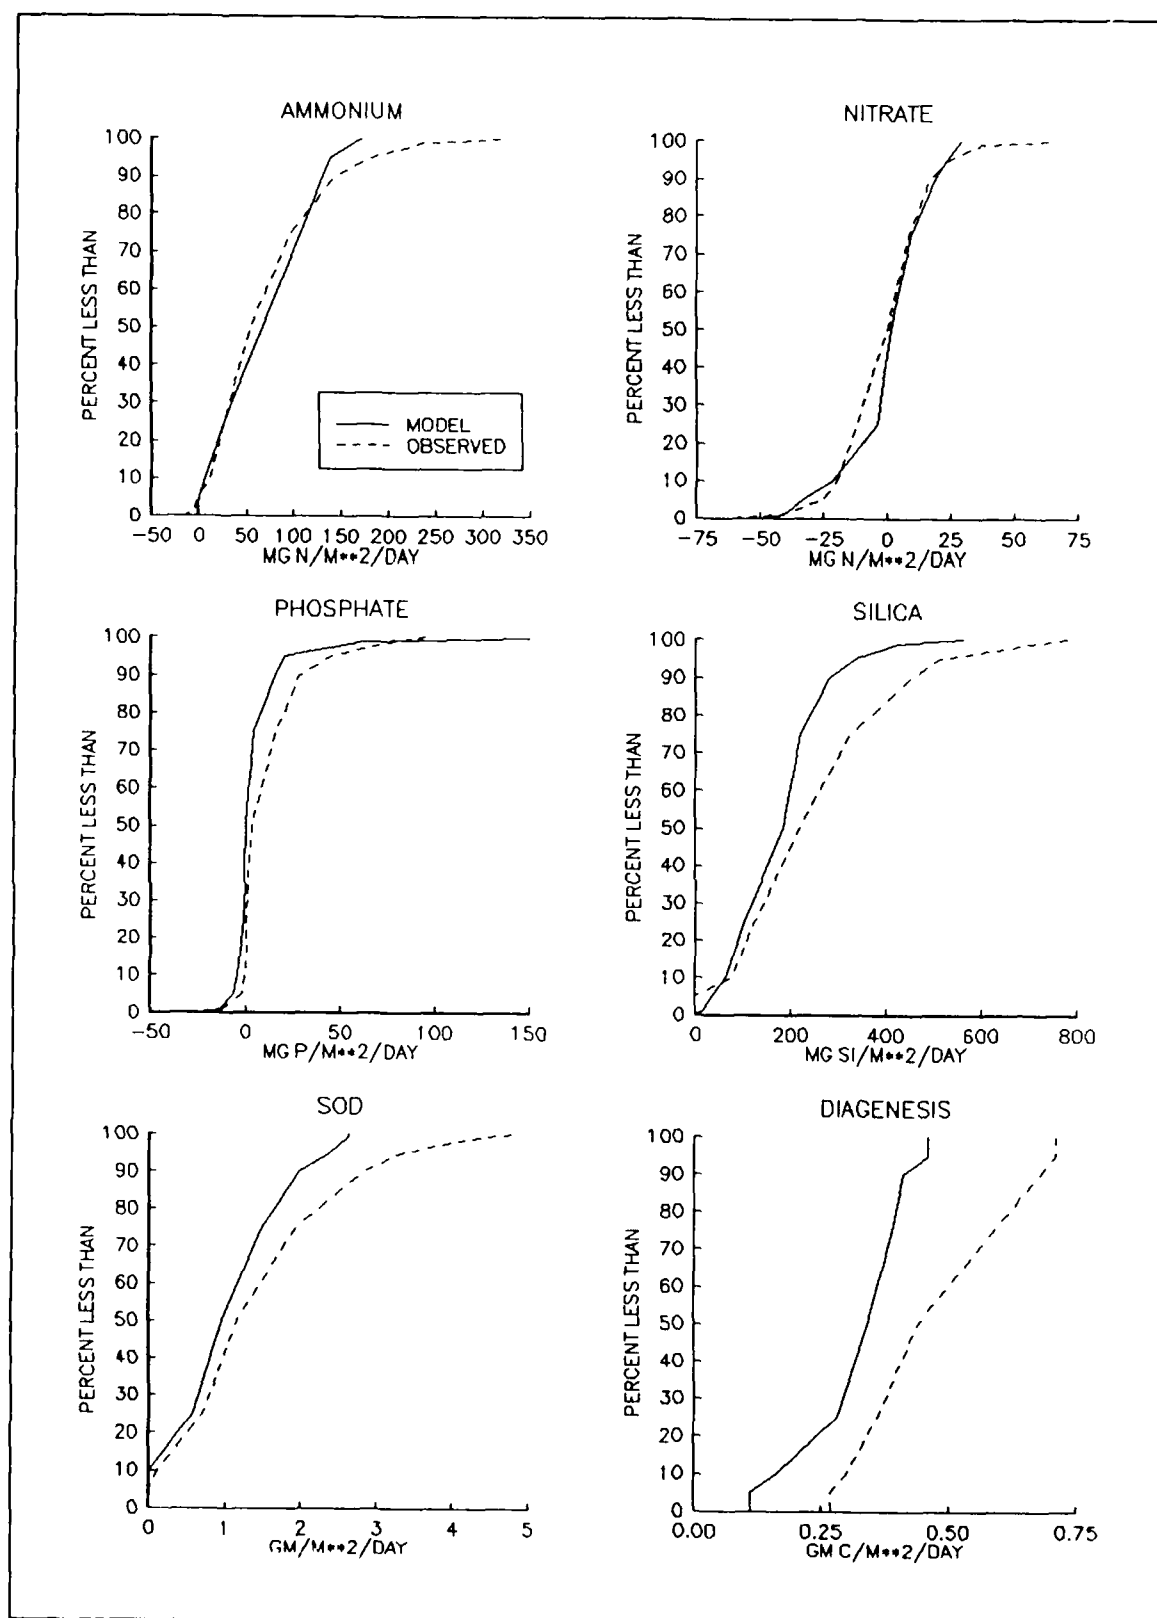 AMMONIUM
100
90
80
70
60
50
40
30
20
10
0
PERCENT LESS THAN
MODEL
OBSERVED
-50 0 50 100 150 200 250 300 350
MG N/M**2/DAY
NITRATE
100
90
80
70
60
50
40
30
20
10
0
PERCENT LESS THAN
-75 -50 -25 0 25 50 75
MG N/M**2/DAY
PHOSPHATE
100
90
80
70
60
50
40
30
20
10
0
PERCENT LESS THAN
-50 0 50 100 150
MG P/M**2/DAY
SILICA
100
90
80
70
60
50
40
30
20
10
0
PERCENT LESS THAN
0 200 400 600 800
MG SI/M**2/DAY
SOD
100
90
80
70
60
50
40
30
20
10
0
PERCENT LESS THAN
0 1 2 3 4 5
GM/M**2/DAY
DIAGENESIS
100
90
80
70
60
50
40
30
20
10
0
PERCENT LESS THAN
0.00 0.25 0.50 0.75
GM C/M**2/DAY